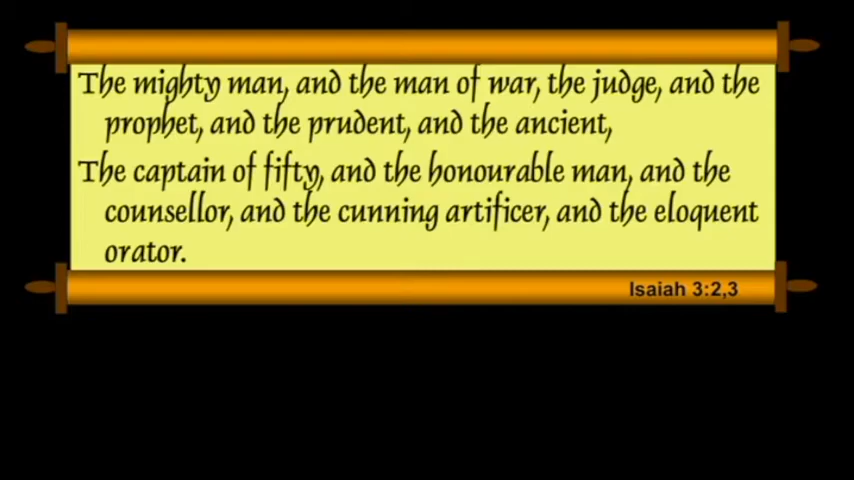 The mighty man, and the man of war, the judge, and the
prophet, and the prudent, and the ancient,
The captain of fifty, and the honourable man, and the
counsellor, and the cunning artificer, and the eloquent
orator.
Isaiah 3:2,3